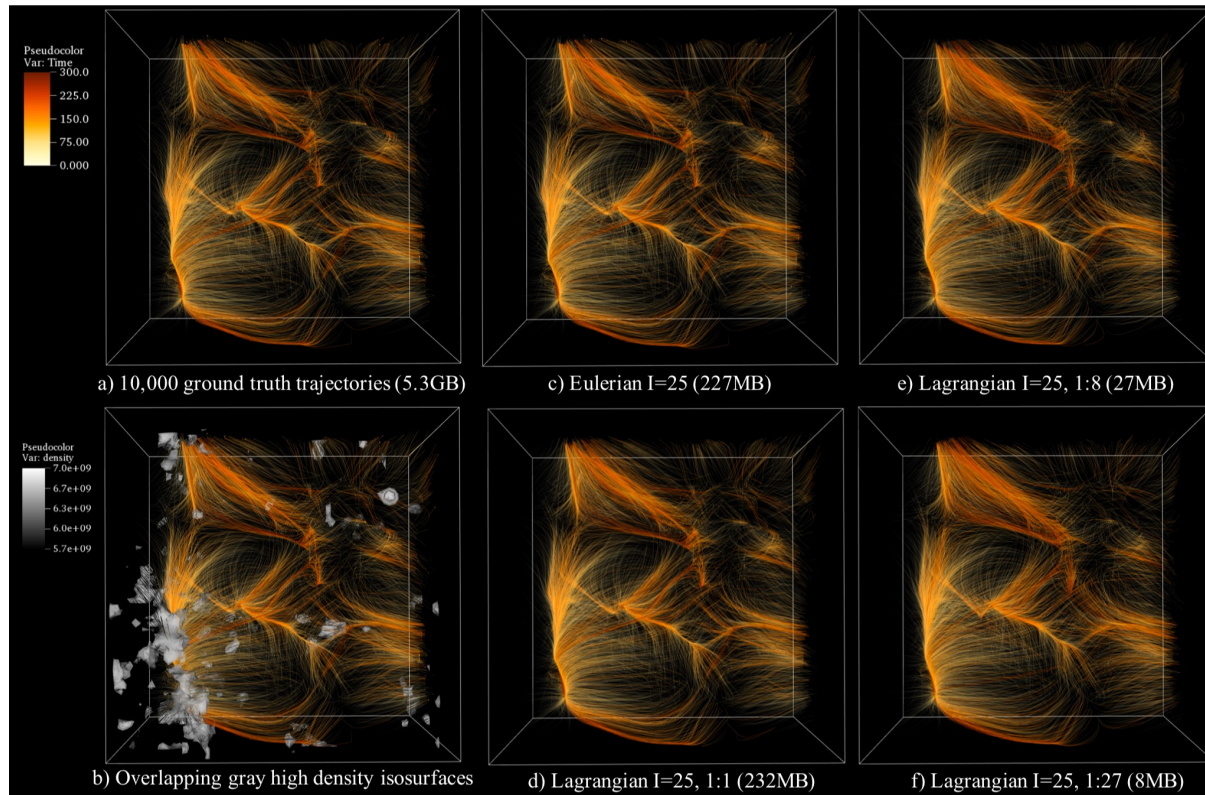 Pseudocolor
Var: Time
300.0
225.0
150.0
75.00
0.000
a) 10,000 ground truth trajectories (5.3GB)
c) Eulerian I=25 (227MB)
e) Lagrangian I=25, 1:8 (27MB)
Pseudocolor
Var: density
7.0e+09
6.7e+09
6.3e+09
6.0e+09
5.7e+09
b) Overlapping gray high density isosurfaces
d) Lagrangian I=25, 1:1 (232MB)
f) Lagrangian I=25, 1:27 (8MB)